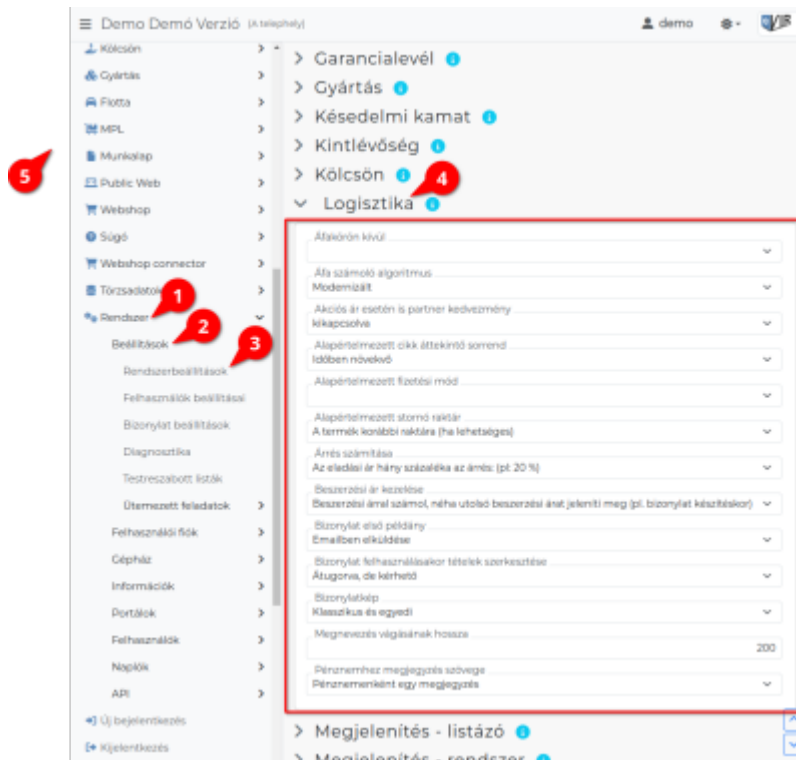 Demo Demó Verzió (A telephely)
demo
VIR
Kölcsön
Gyártás
Flotta
MPL
Munkalap
Public Web
Webshop
Súgó
Webshop connector
Törzsadatok
Rendszer
Beállítások
Rendszerbeállítások
Felhasználók beállításai
Bizonylat beállítások
Diagnosztika
Testreszabott listák
Ütemezett feladatok
Felhasználói fiók
Gépház
Információk
Portálok
Felhasználók
Naplók
API
Új bejelentkezés
Kijelentkezés
5
1
2
3
Garancialevél
Gyártás
Késedelmi kamat
Kintlévőség
Kölcsön
4
Logisztika
Áfakörön kívül
Áfa számoló algoritmus
Modernizált
Akciós ár esetén is partner kedvezmény
kikapcsolva
Alapértelmezett cikk áttekintő sorrend
Időben növekvő
Alapértelmezett fizetési mód
Alapértelmezett stornó raktár
A termék korábbi raktára (ha lehetséges)
Árrés számítása
Az eladási ár hány százaléka az árrés: (pl: 20 %)
Beszerzési ár kezelése
Beszerzési árral számol, néha utolsó beszerzési árat jeleníti meg (pl. bizonylat készítéskor)
Bizonylat első példány
Emailben elküldése
Bizonylat felhasználásakor tételek szerkesztése
Átugorva, de kérhető
Bizonylatkép
Klasszikus és egyedi
Megnevezés vágásának hossza
200
Pénznemhez megjegyzés szövege
Pénznemenként egy megjegyzés
Megjelenítés - listázó
Megjelenítés - rendszer